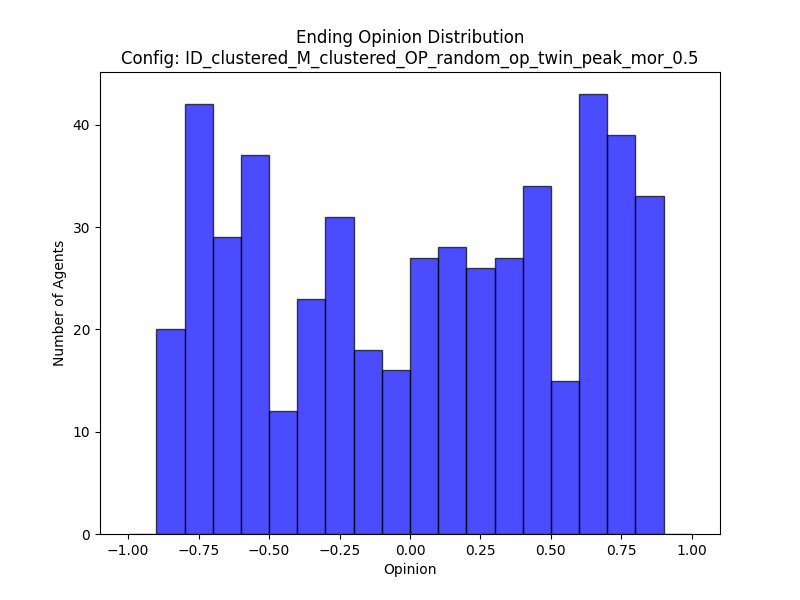 Ending Opinion Distribution
Config: ID_clustered_M_clustered_OP_random_op_twin_peak_mor_0.5
Number of Agents
40
30
20
10
0
−1.00 −0.75 −0.50 −0.25 0.00 0.25 0.50 0.75 1.00
Opinion